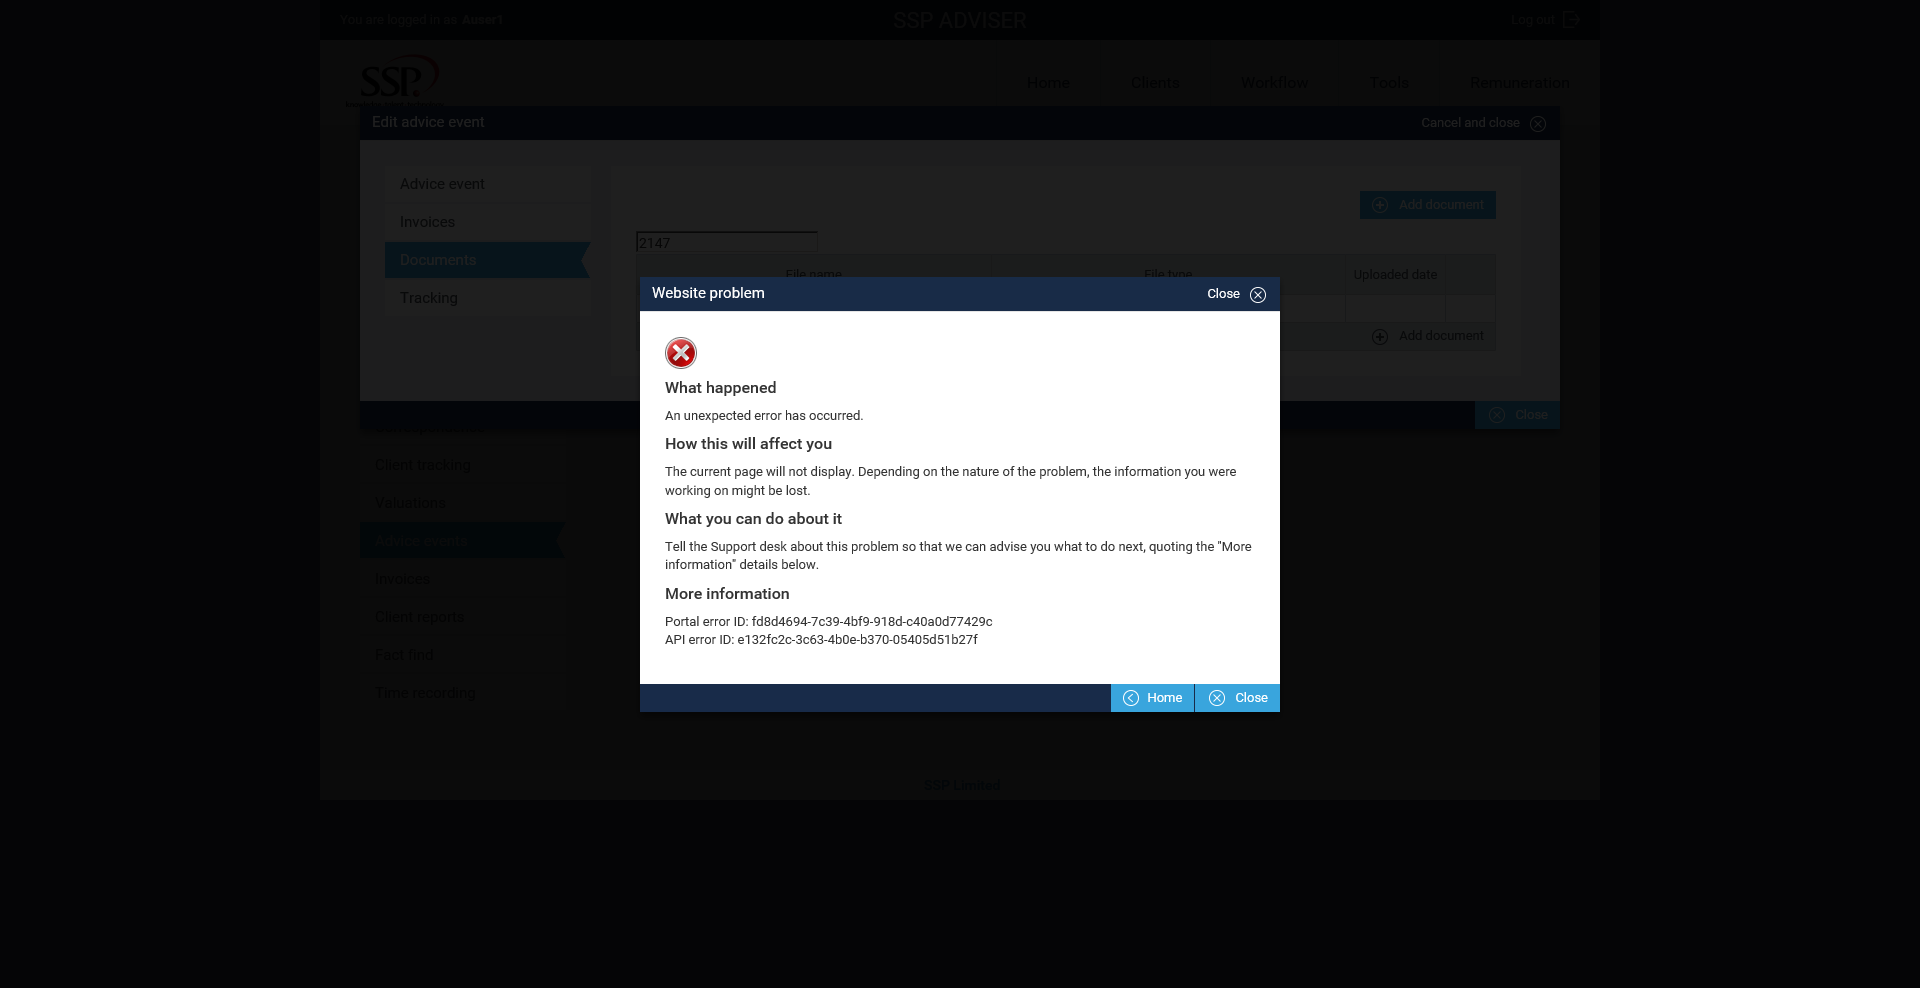 You are logged in as Auser1
SSP ADVISER
Log out
SSP
Home
Clients
Workflow
Tools
Remuneration
Edit advice event
Cancel and close
Advice event
Invoices
Documents
Tracking
Add document
2147
File name
File type
Uploaded date
Add document
Close
Website problem
Close
What happened
An unexpected error has occurred.
How this will affect you
The current page will not display. Depending on the nature of the problem, the information you were
working on might be lost.
What you can do about it
Tell the Support desk about this problem so that we can advise you what to do next, quoting the "More
information" details below.
More information
Portal error ID: fd8d4694-7c39-4bf9-918d-c40a0d77429c
API error ID: e132fc2c-3c63-4b0e-b370-05405d51b27f
Home
Close
Client tracking
Valuations
Advice events
Invoices
Client reports
Fact find
Time recording
SSP Limited